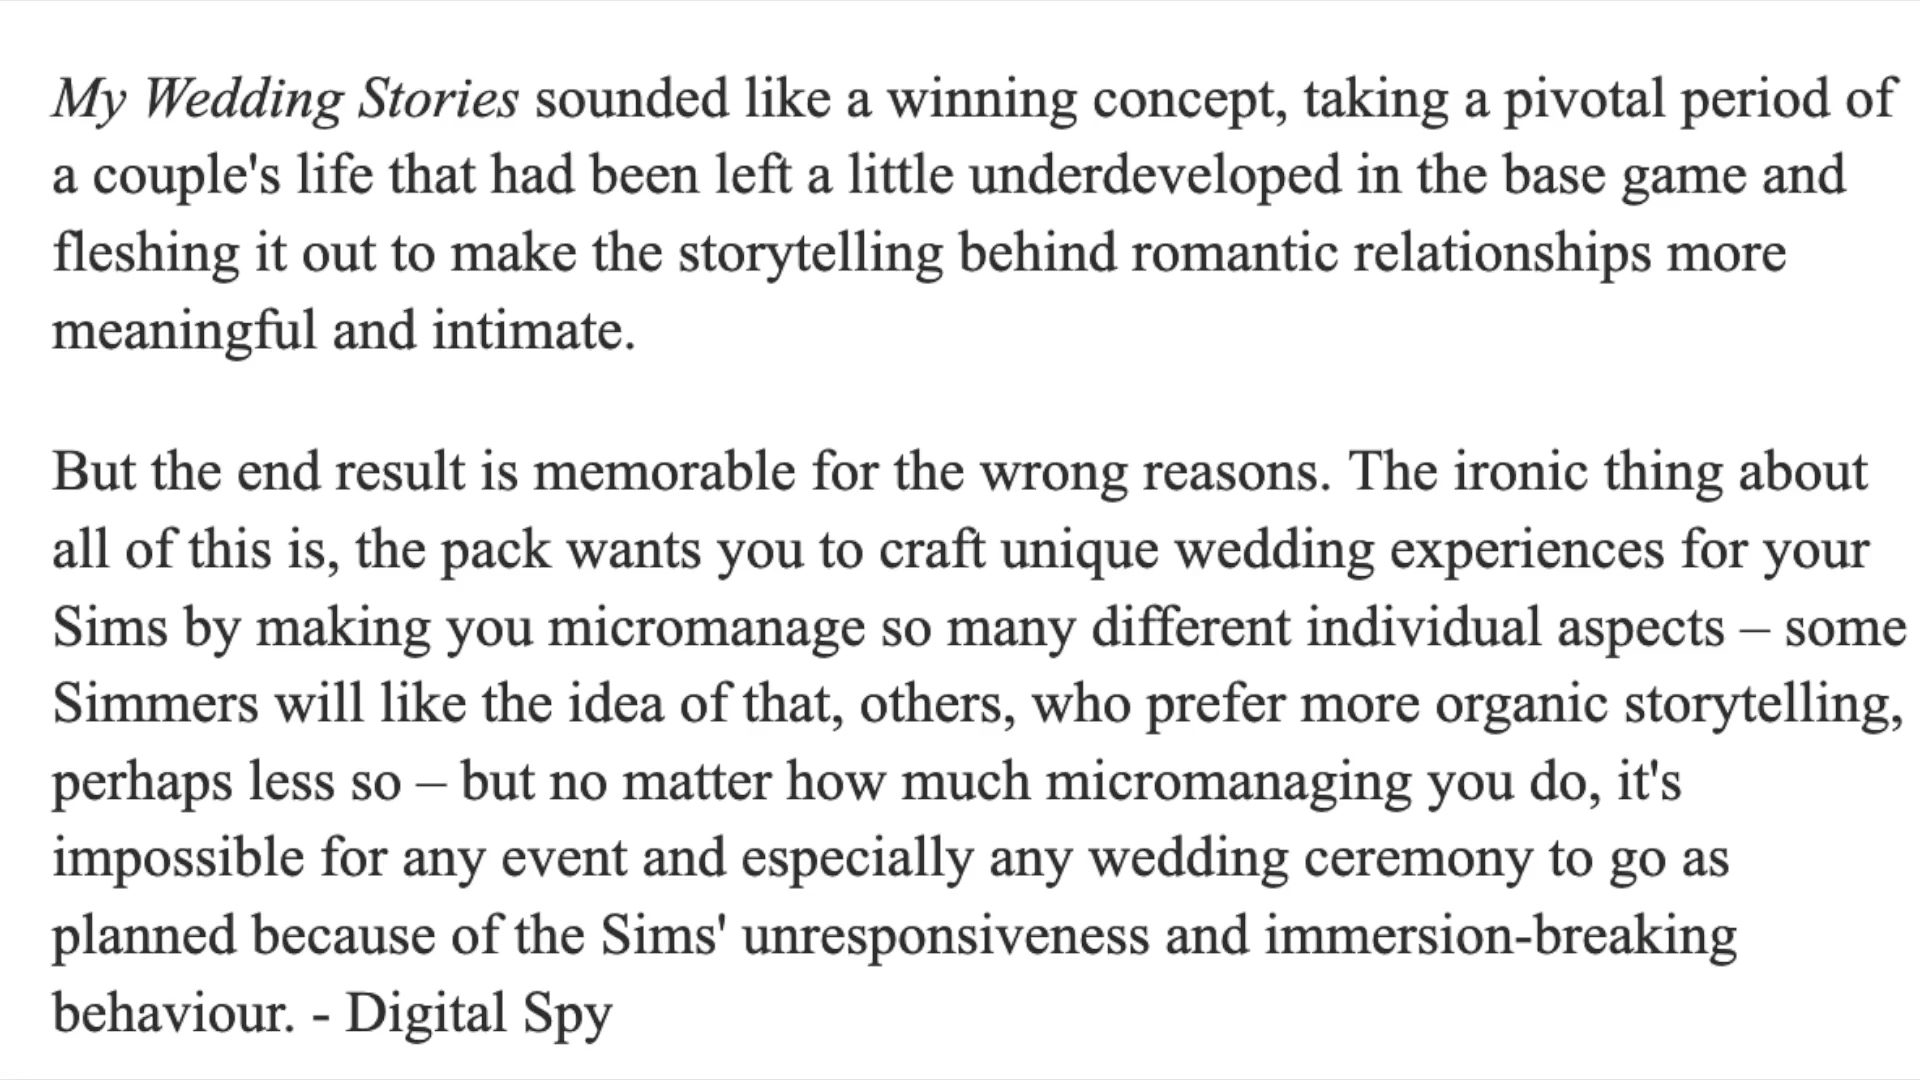 My Wedding Stories sounded like a winning concept, taking a pivotal period of
a couple's life that had been left a little underdeveloped in the base game and
fleshing it out to make the storytelling behind romantic relationships more
meaningful and intimate.
But the end result is memorable for the wrong reasons. The ironic thing about
all of this is, the pack wants you to craft unique wedding experiences for your
Sims by making you micromanage so many different individual aspects – some
Simmers will like the idea of that, others, who prefer more organic storytelling,
perhaps less so – but no matter how much micromanaging you do, it's
impossible for any event and especially any wedding ceremony to go as
planned because of the Sims' unresponsiveness and immersion-breaking
behaviour. - Digital Spy